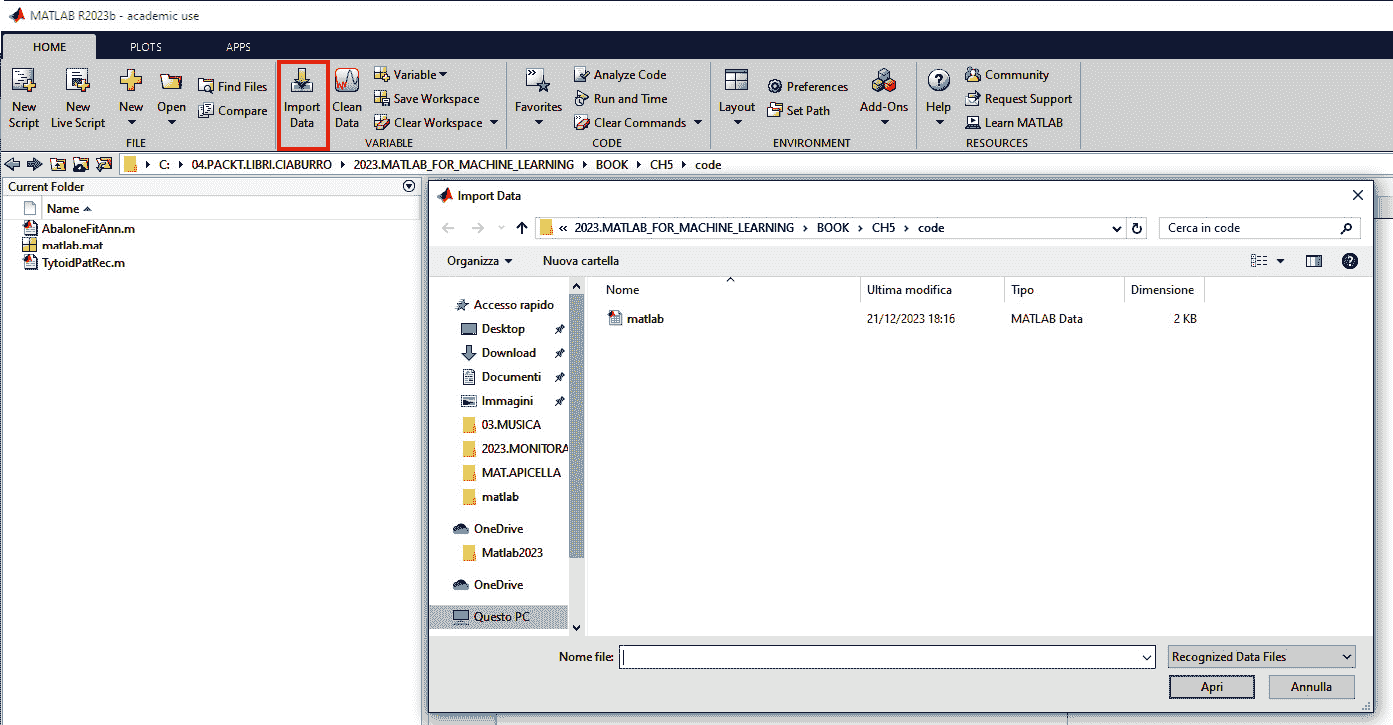 MATLAB R2023b - academic use
HOME PLOTS APPS
New Script
New Live Script
New
Open
Find Files
Compare
FILE
Import Data
Clean Data
Variable
Save Workspace
Clear Workspace
VARIABLE
Favorites
Analyze Code
Run and Time
Clear Commands
CODE
Layout
Preferences
Set Path
Add-Ons
ENVIRONMENT
Help
Community
Request Support
Learn MATLAB
RESOURCES
C: 04.PACKT.LIBRI.CIABURRO 2023.MATLAB_FOR_MACHINE_LEARNING BOOK CH5 code
Current Folder
Name
AbaloneFitAnn.m
matlab.mat
TytoidPatRec.m
Import Data
« 2023.MATLAB_FOR_MACHINE_LEARNING BOOK CH5 code
Cerca in code
Organizza Nuova cartella
Accesso rapido
Desktop
Download
Documenti
Immagini
03.MUSICA
2023.MONITORA
MAT.APICELLA
matlab
OneDrive
Matlab2023
OneDrive
Questo PC
Nome Ultima modifica Tipo Dimensione
matlab 21/12/2023 18:16 MATLAB Data 2 KB
Nome file: Recognized Data Files
Apri Annulla